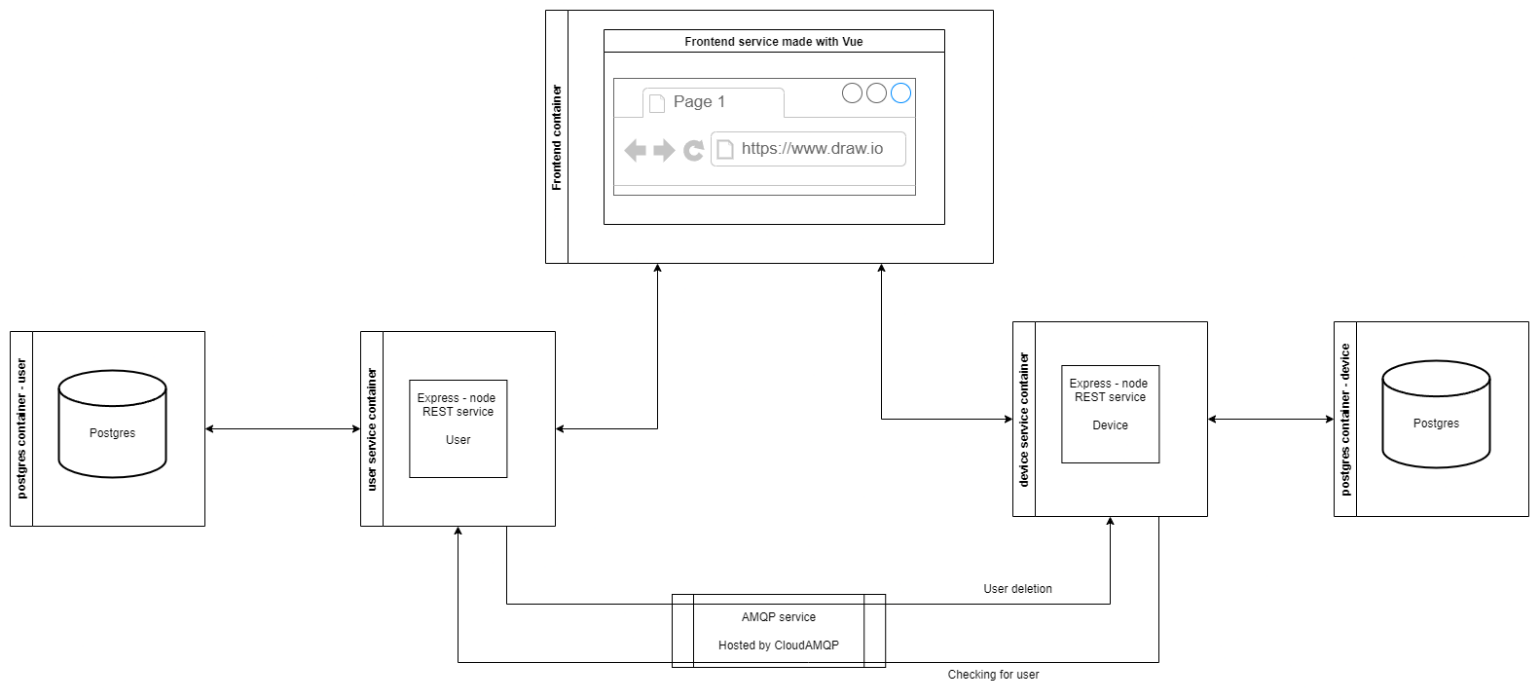 Frontend container
Frontend service made with Vue
Page 1
https://www.draw.io
postgres container - user
Postgres
user service container
Express - node
REST service
User
device service container
Express - node
REST service
Device
postgres container - device
Postgres
User deletion
AMQP service
Hosted by CloudAMQP
Checking for user